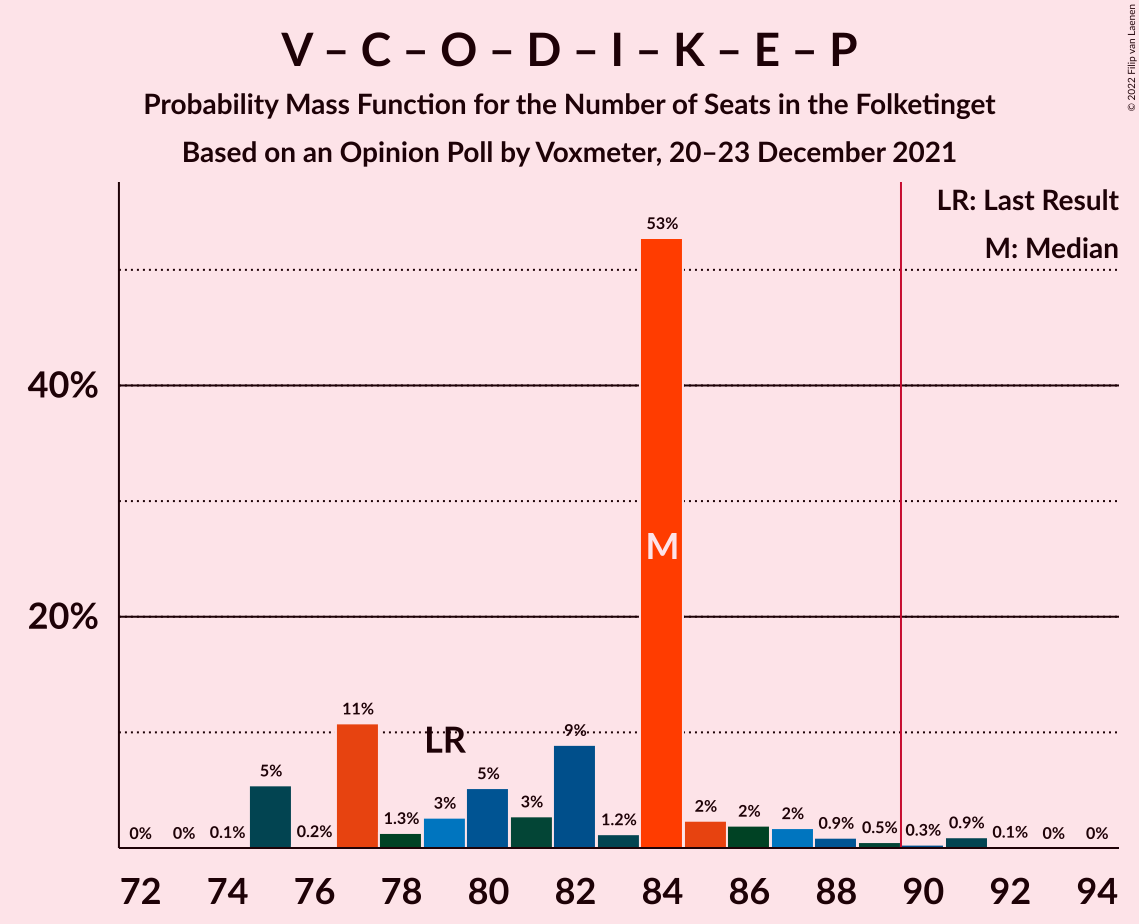 V – C – O – D – I – K – E – P
Probability Mass Function for the Number of Seats in the Folketinget
Based on an Opinion Poll by Voxmeter, 20–23 December 2021
© 2022 Filip van Laenen
LR: Last Result
M: Median
40%
20%
0% 0% 0.1% 5% 0.2% 11% 1.3% 3% 5% 3% 9% 1.2% 53% 2% 2% 2% 0.9% 0.5% 0.3% 0.9% 0.1% 0% 0%
LR
M
72 74 76 78 80 82 84 86 88 90 92 94